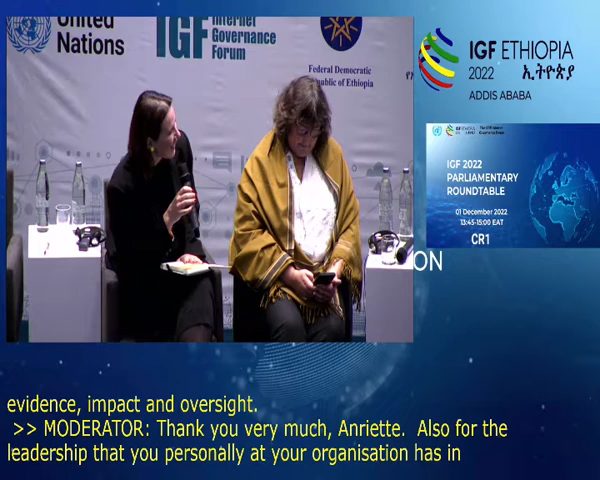 United
Nations
IGF
Internet
Governance
Forum
Federal Democratic
Republic of Ethiopia
IGF ETHIOPIA
2022 ኢትዮጵያ
ADDIS ABABA
IGF 2022
PARLIAMENTARY
ROUNDTABLE
01 December 2022
13:45-15:00 EAT
CR1
ON
evidence, impact and oversight.
>> MODERATOR: Thank you very much, Anriette. Also for the
leadership that you personally at your organisation has in